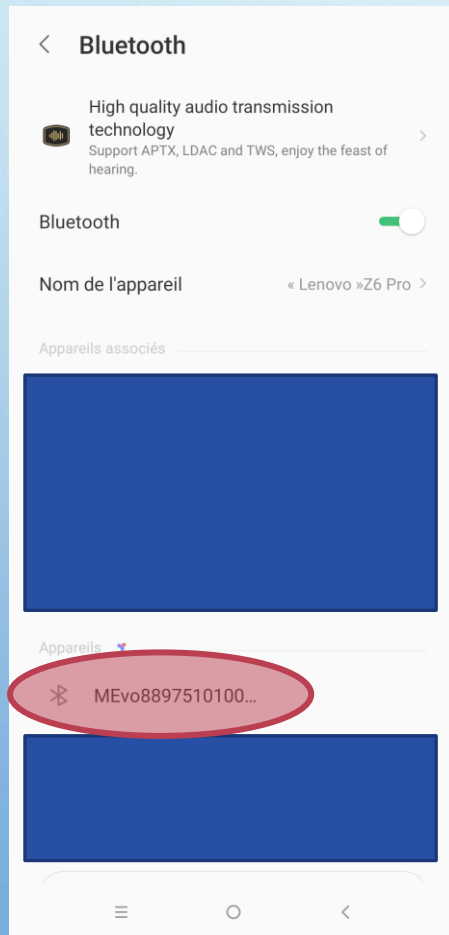 Bluetooth
High quality audio transmission
technology
Support APTX, LDAC and TWS, enjoy the feast of
hearing.
Bluetooth
Nom de l'appareil
« Lenovo »Z6 Pro
Appareils associés
Appareils
MEvo8897510100...